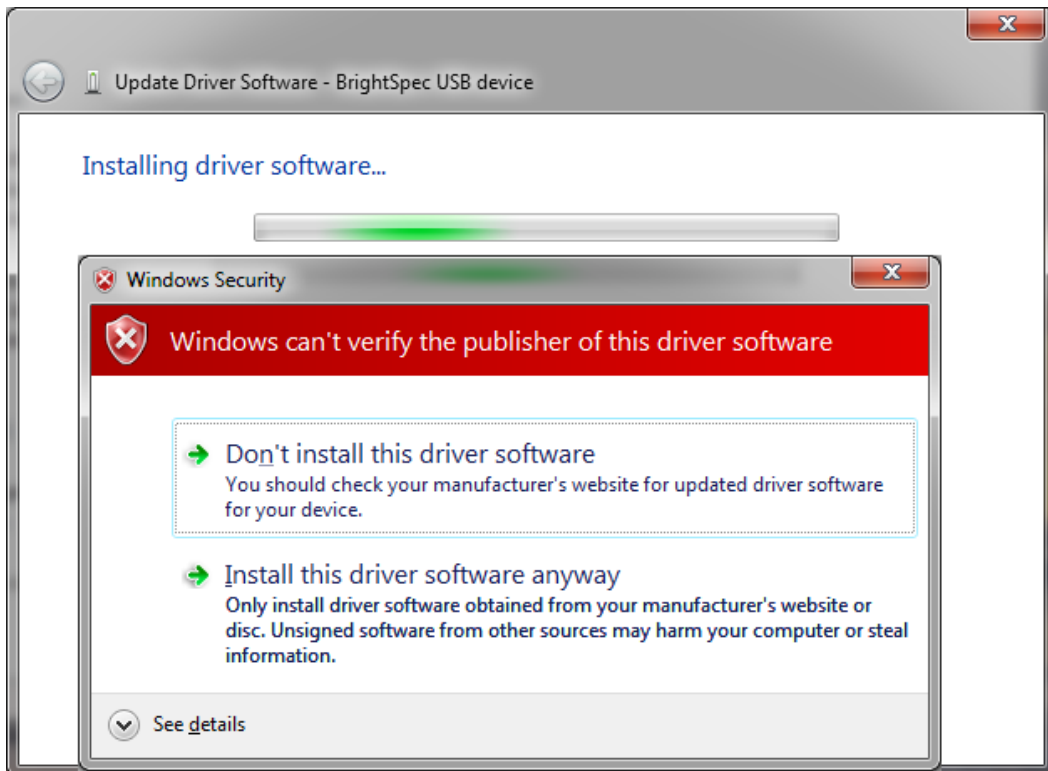 Update Driver Software - BrightSpec USB device
Installing driver software...
Windows Security
Windows can't verify the publisher of this driver software
Don't install this driver software
You should check your manufacturer's website for updated driver software
for your device.
Install this driver software anyway
Only install driver software obtained from your manufacturer's website or
disc. Unsigned software from other sources may harm your computer or steal
information.
See details